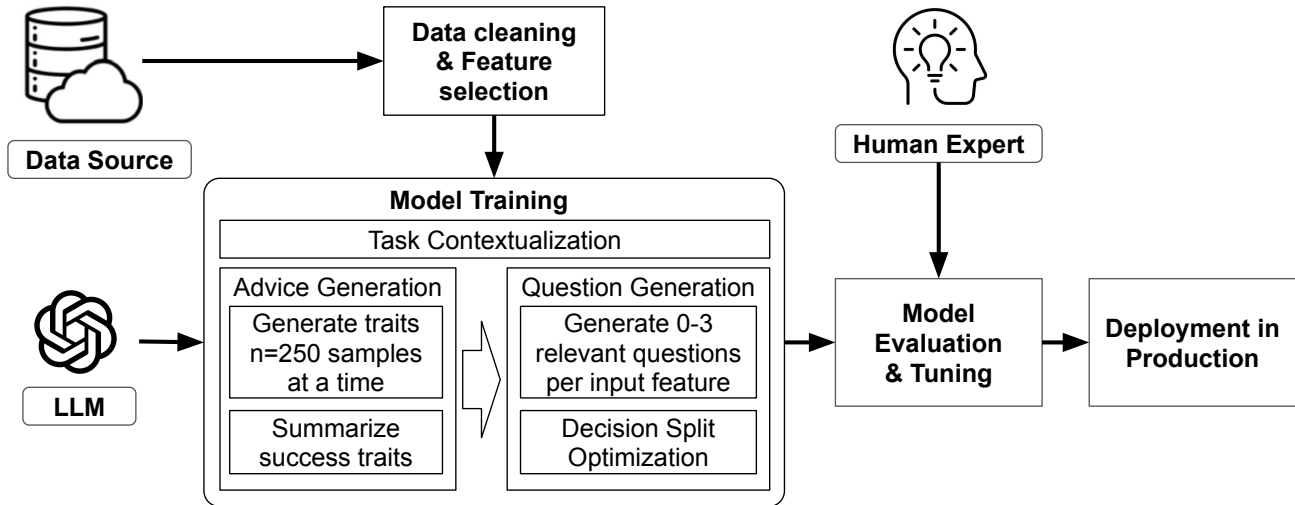 Data cleaning
& Feature
selection
Data Source
Human Expert
Model Training
Task Contextualization
Advice Generation
Generate traits
n=250 samples
at a time
Summarize
success traits
Question Generation
Generate 0-3
relevant questions
per input feature
Decision Split
Optimization
LLM
Model
Evaluation
& Tuning
Deployment in
Production